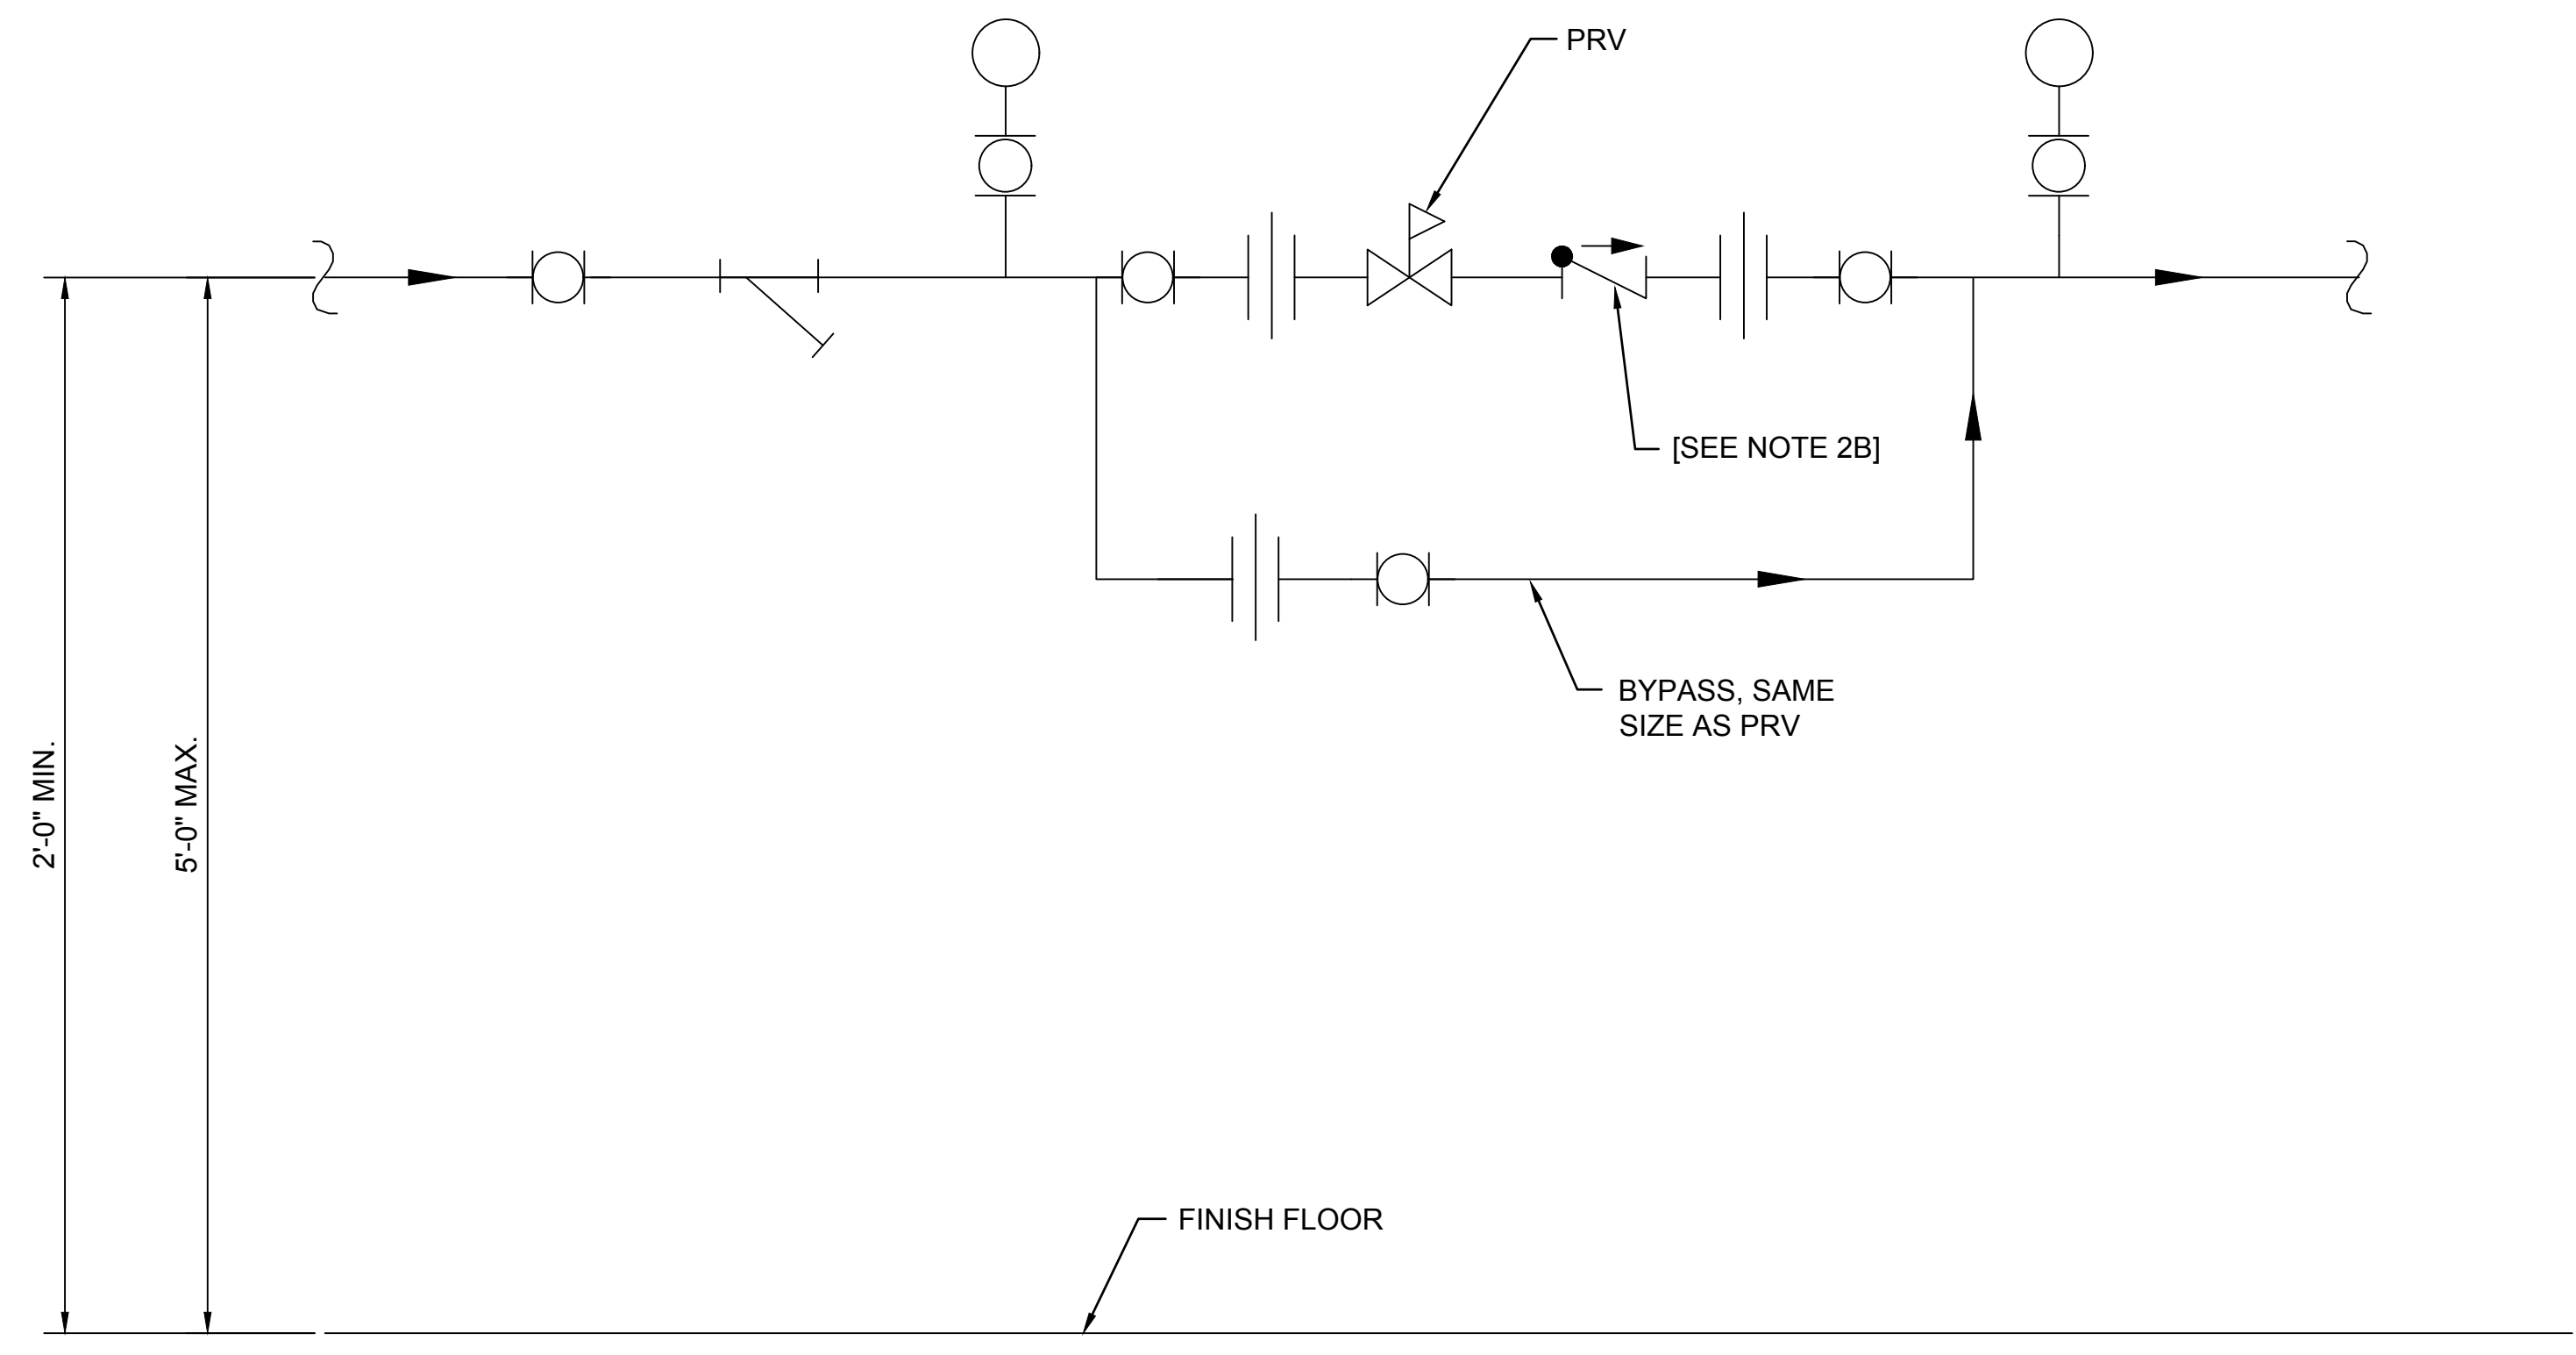 PRV
[SEE NOTE 2B]
BYPASS, SAME
SIZE AS PRV
2'-0" MIN.
5'-0" MAX.
FINISH FLOOR